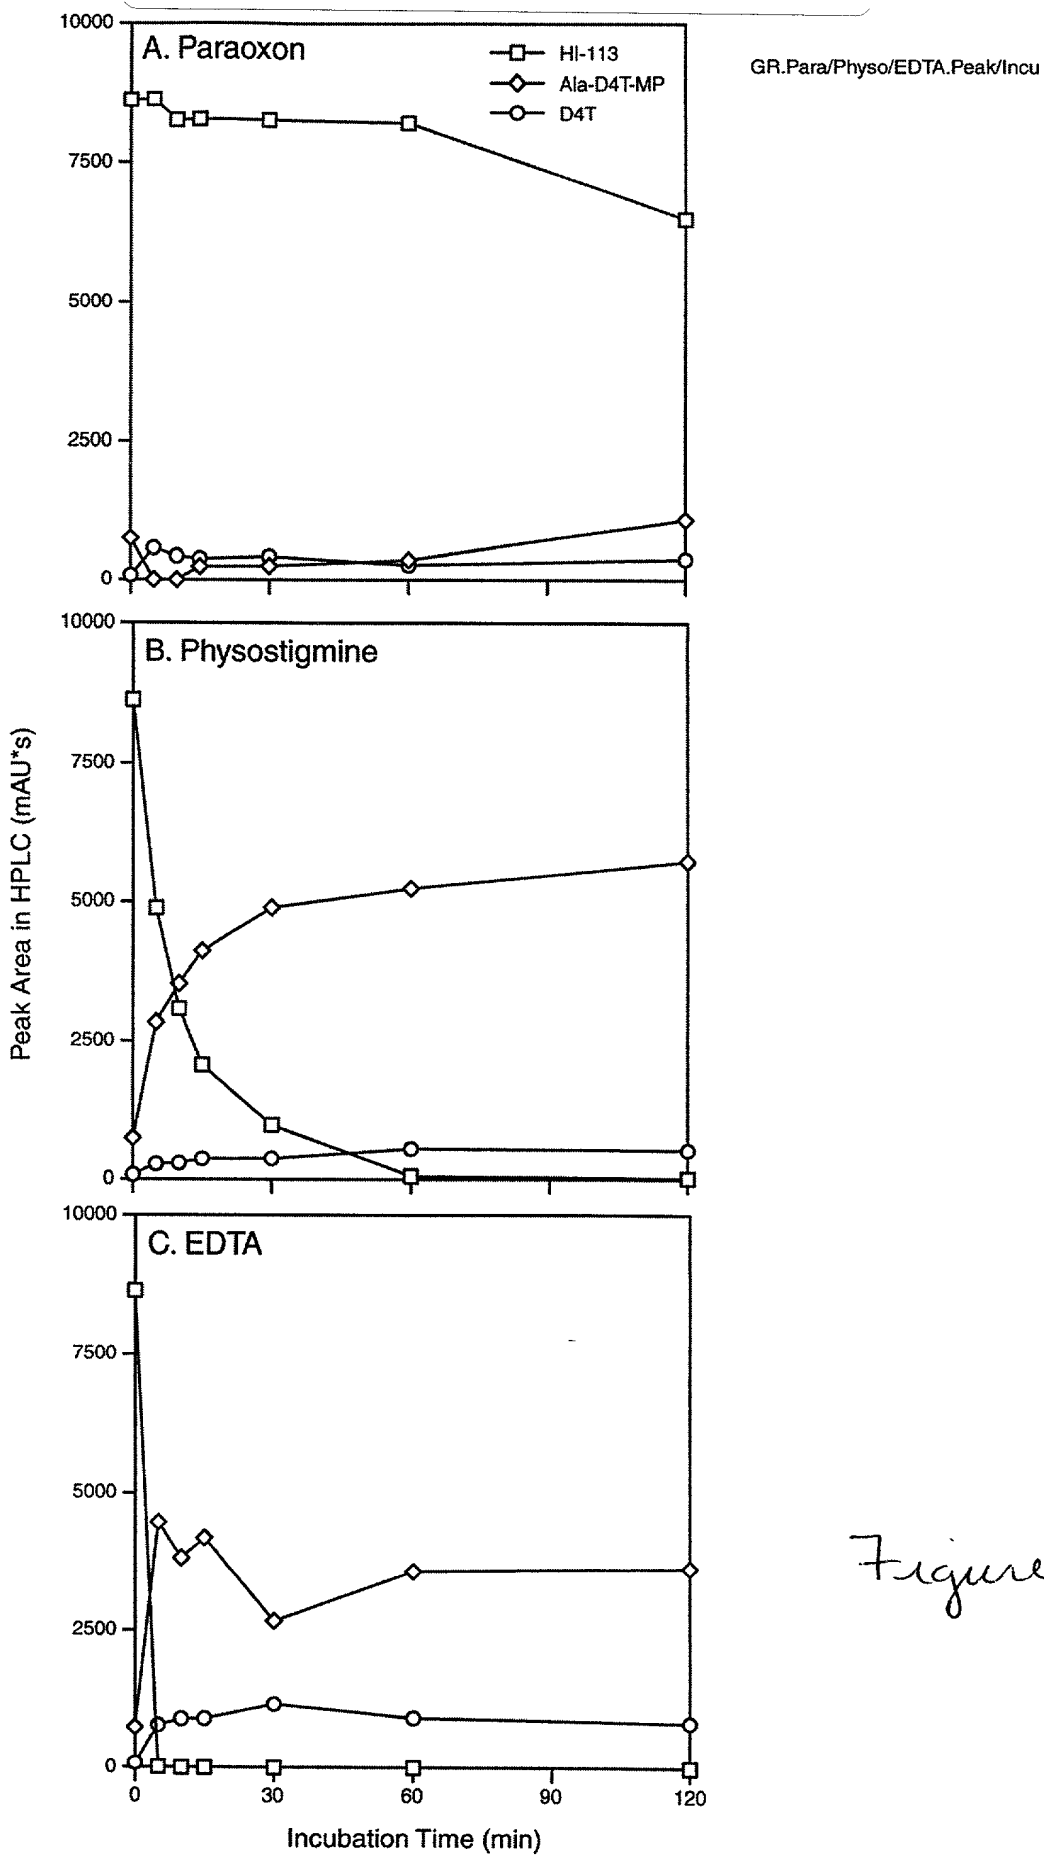 10000
A. Paraoxon
HI-113
Ala-D4T-MP
D4T
GR.Para/Physo/EDTA.Peak/Incu
7500
5000
2500
0
10000
B. Physostigmine
7500
5000
2500
0
Peak Area in HPLC (mAU*s)
10000
C. EDTA
7500
5000
2500
0
0 30 60 90 120
Incubation Time (min)
Figure